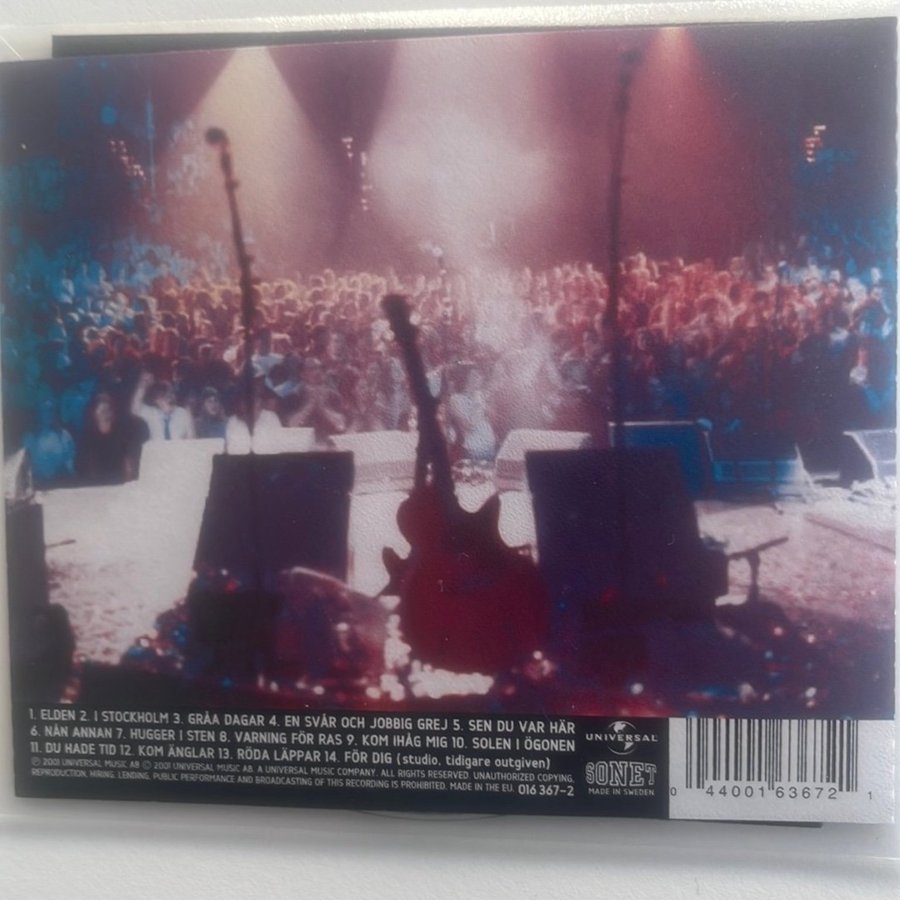 1. ELDEN 2. I STOCKHOLM 3. GRÅA DAGAR 4. EN SVÅR OCH JOBBIG GREJ 5. SEN DU VAR HÄR
6. NÅN ANNAN 7. HUGGER I STEN 8. VARNING FÖR RAS 9. KOM IHÅG MIG 10. SOLEN I ÖGONEN
11. DU HADE TID 12. KOM ÄNGLAR 13. RÖDA LÄPPAR 14. FÖR DIG (studio, tidigare outgiven)
℗ 2001 UNIVERSAL MUSIC AB © 2001 UNIVERSAL MUSIC AB. A UNIVERSAL MUSIC COMPANY. ALL RIGHTS RESERVED. UNAUTHORIZED COPYING,
REPRODUCTION, HIRING, LENDING, PUBLIC PERFORMANCE AND BROADCASTING OF THIS RECORDING IS PROHIBITED. MADE IN THE EU. 016 367-2
UNIVERSAL
SONET
MADE IN SWEDEN
0 44001 63672 1